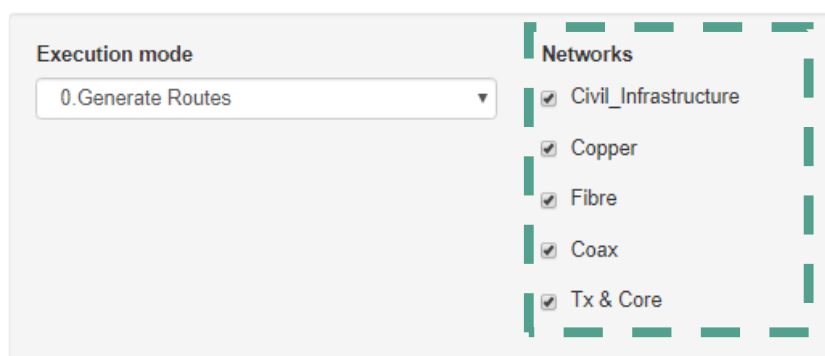 Execution mode
0.Generate Routes
Networks
Civil_Infrastructure
Copper
Fibre
Coax
Tx & Core